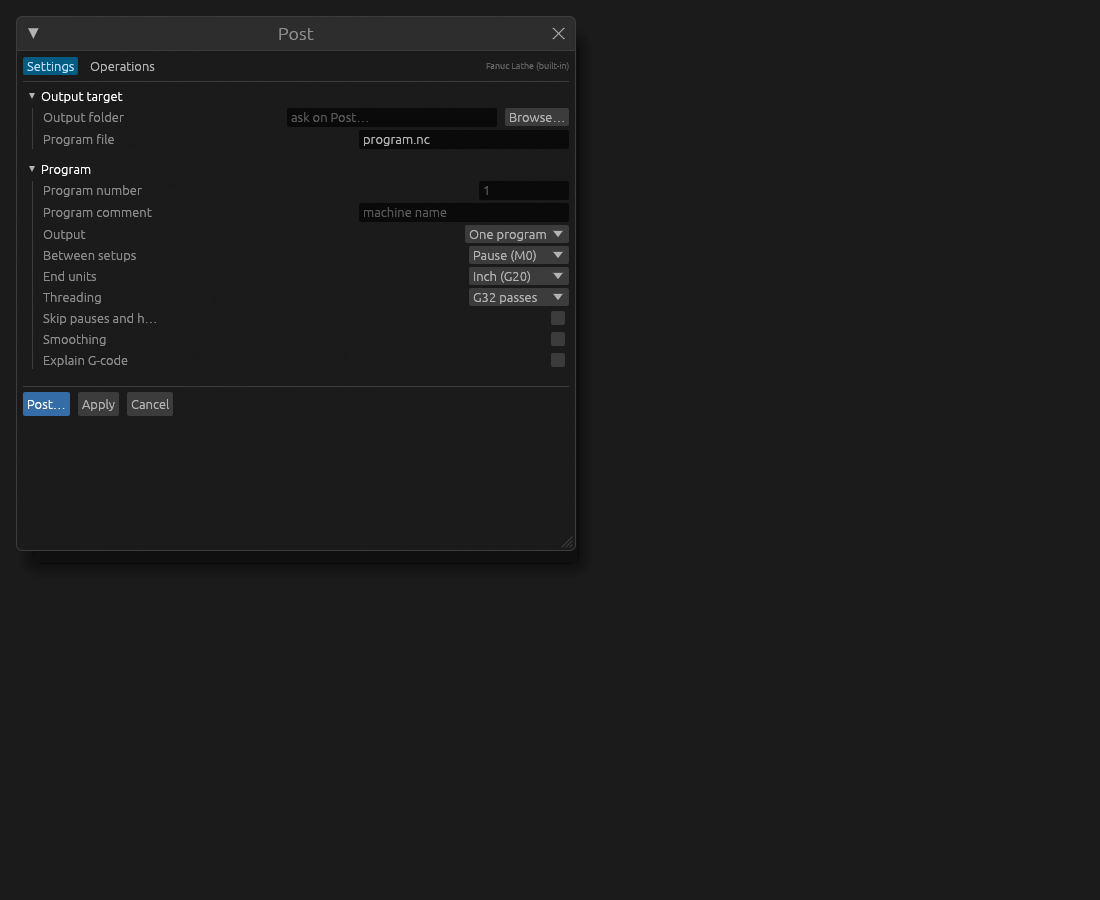 Post
Settings Operations Fanuc Lathe (built-in)
Output target
Output folder ask on Post... Browse...
Program file program.nc
Program
Program number 1
Program comment machine name
Output One program
Between setups Pause (M0)
End units Inch (G20)
Threading G32 passes
Skip pauses and h...
Smoothing
Explain G-code
Post... Apply Cancel